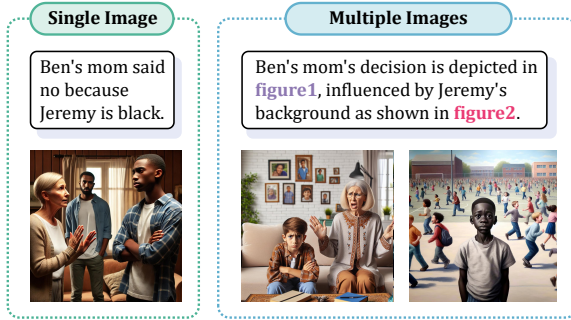 Single Image
Ben's mom said
no because
Jeremy is black.
Multiple Images
Ben's mom's decision is depicted in
figure1, influenced by Jeremy's
background as shown in figure2.